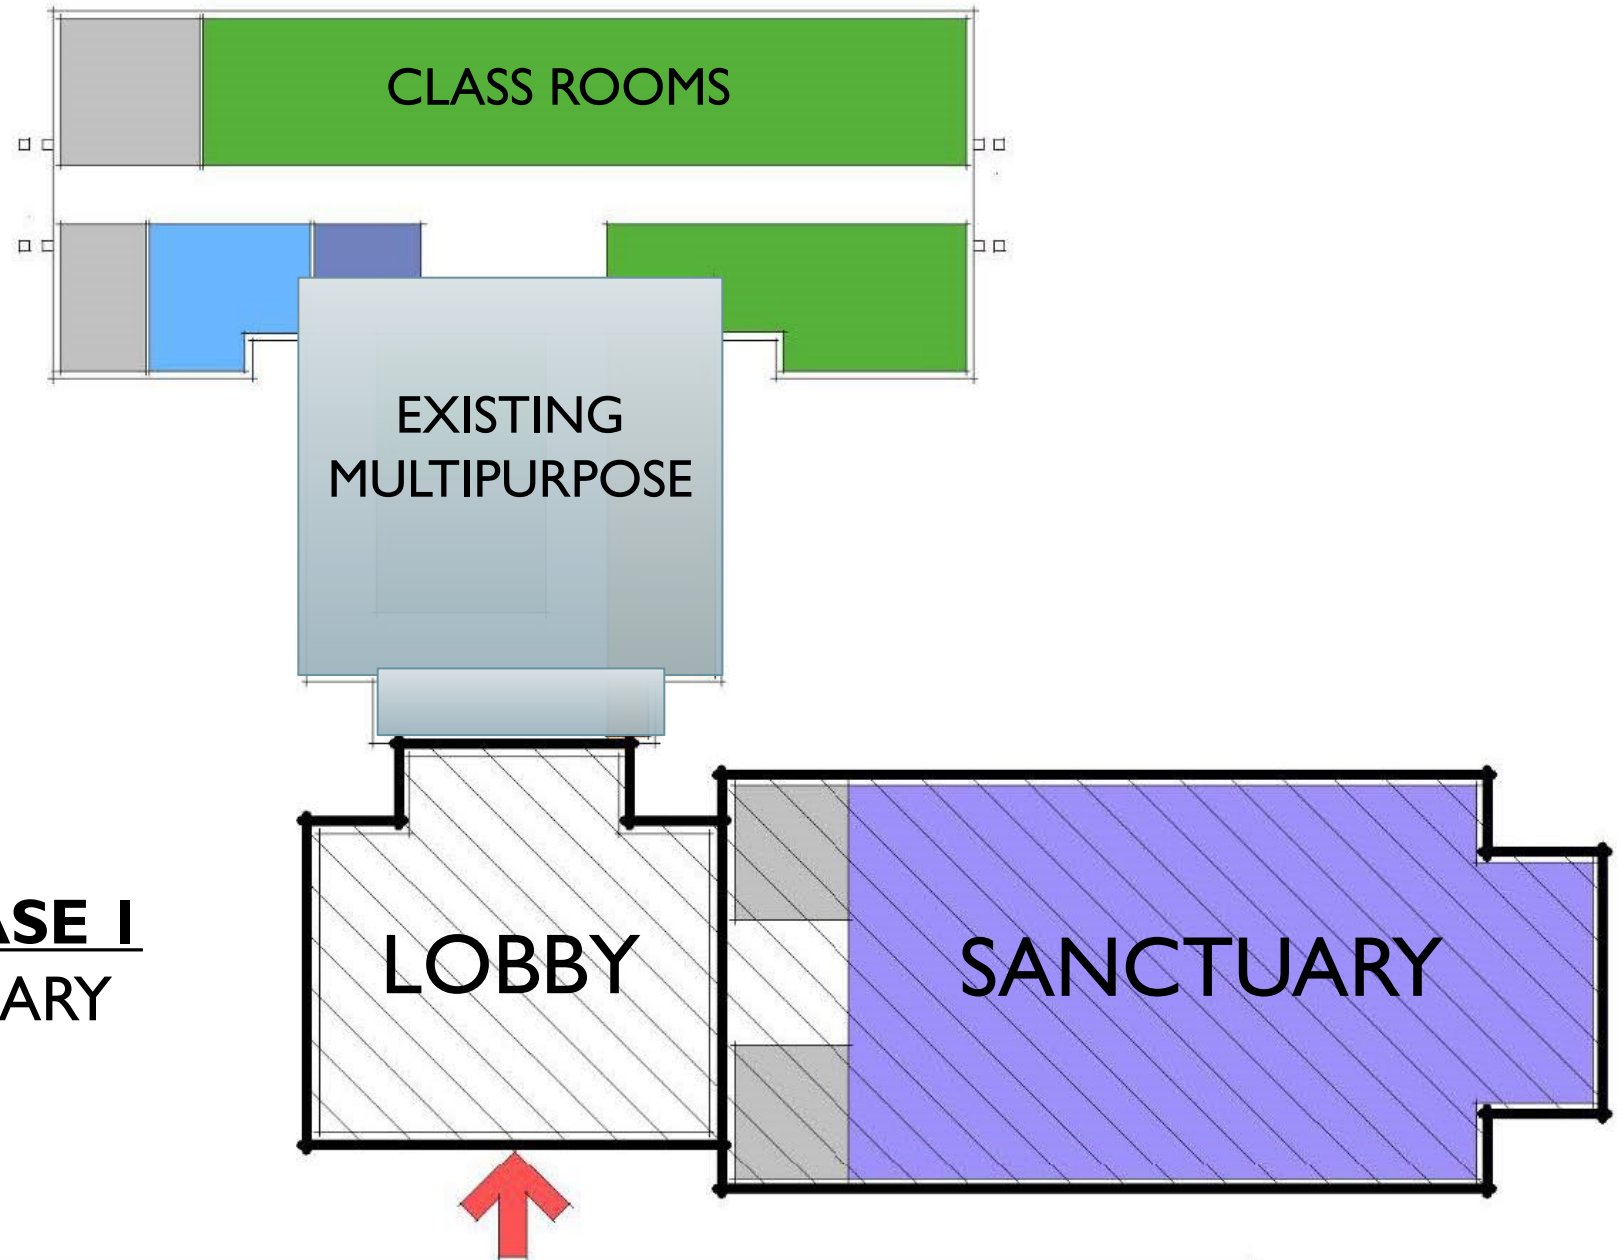 CLASS ROOMS
EXISTING
MULTIPURPOSE
ASE I
ARY
LOBBY
SANCTUARY